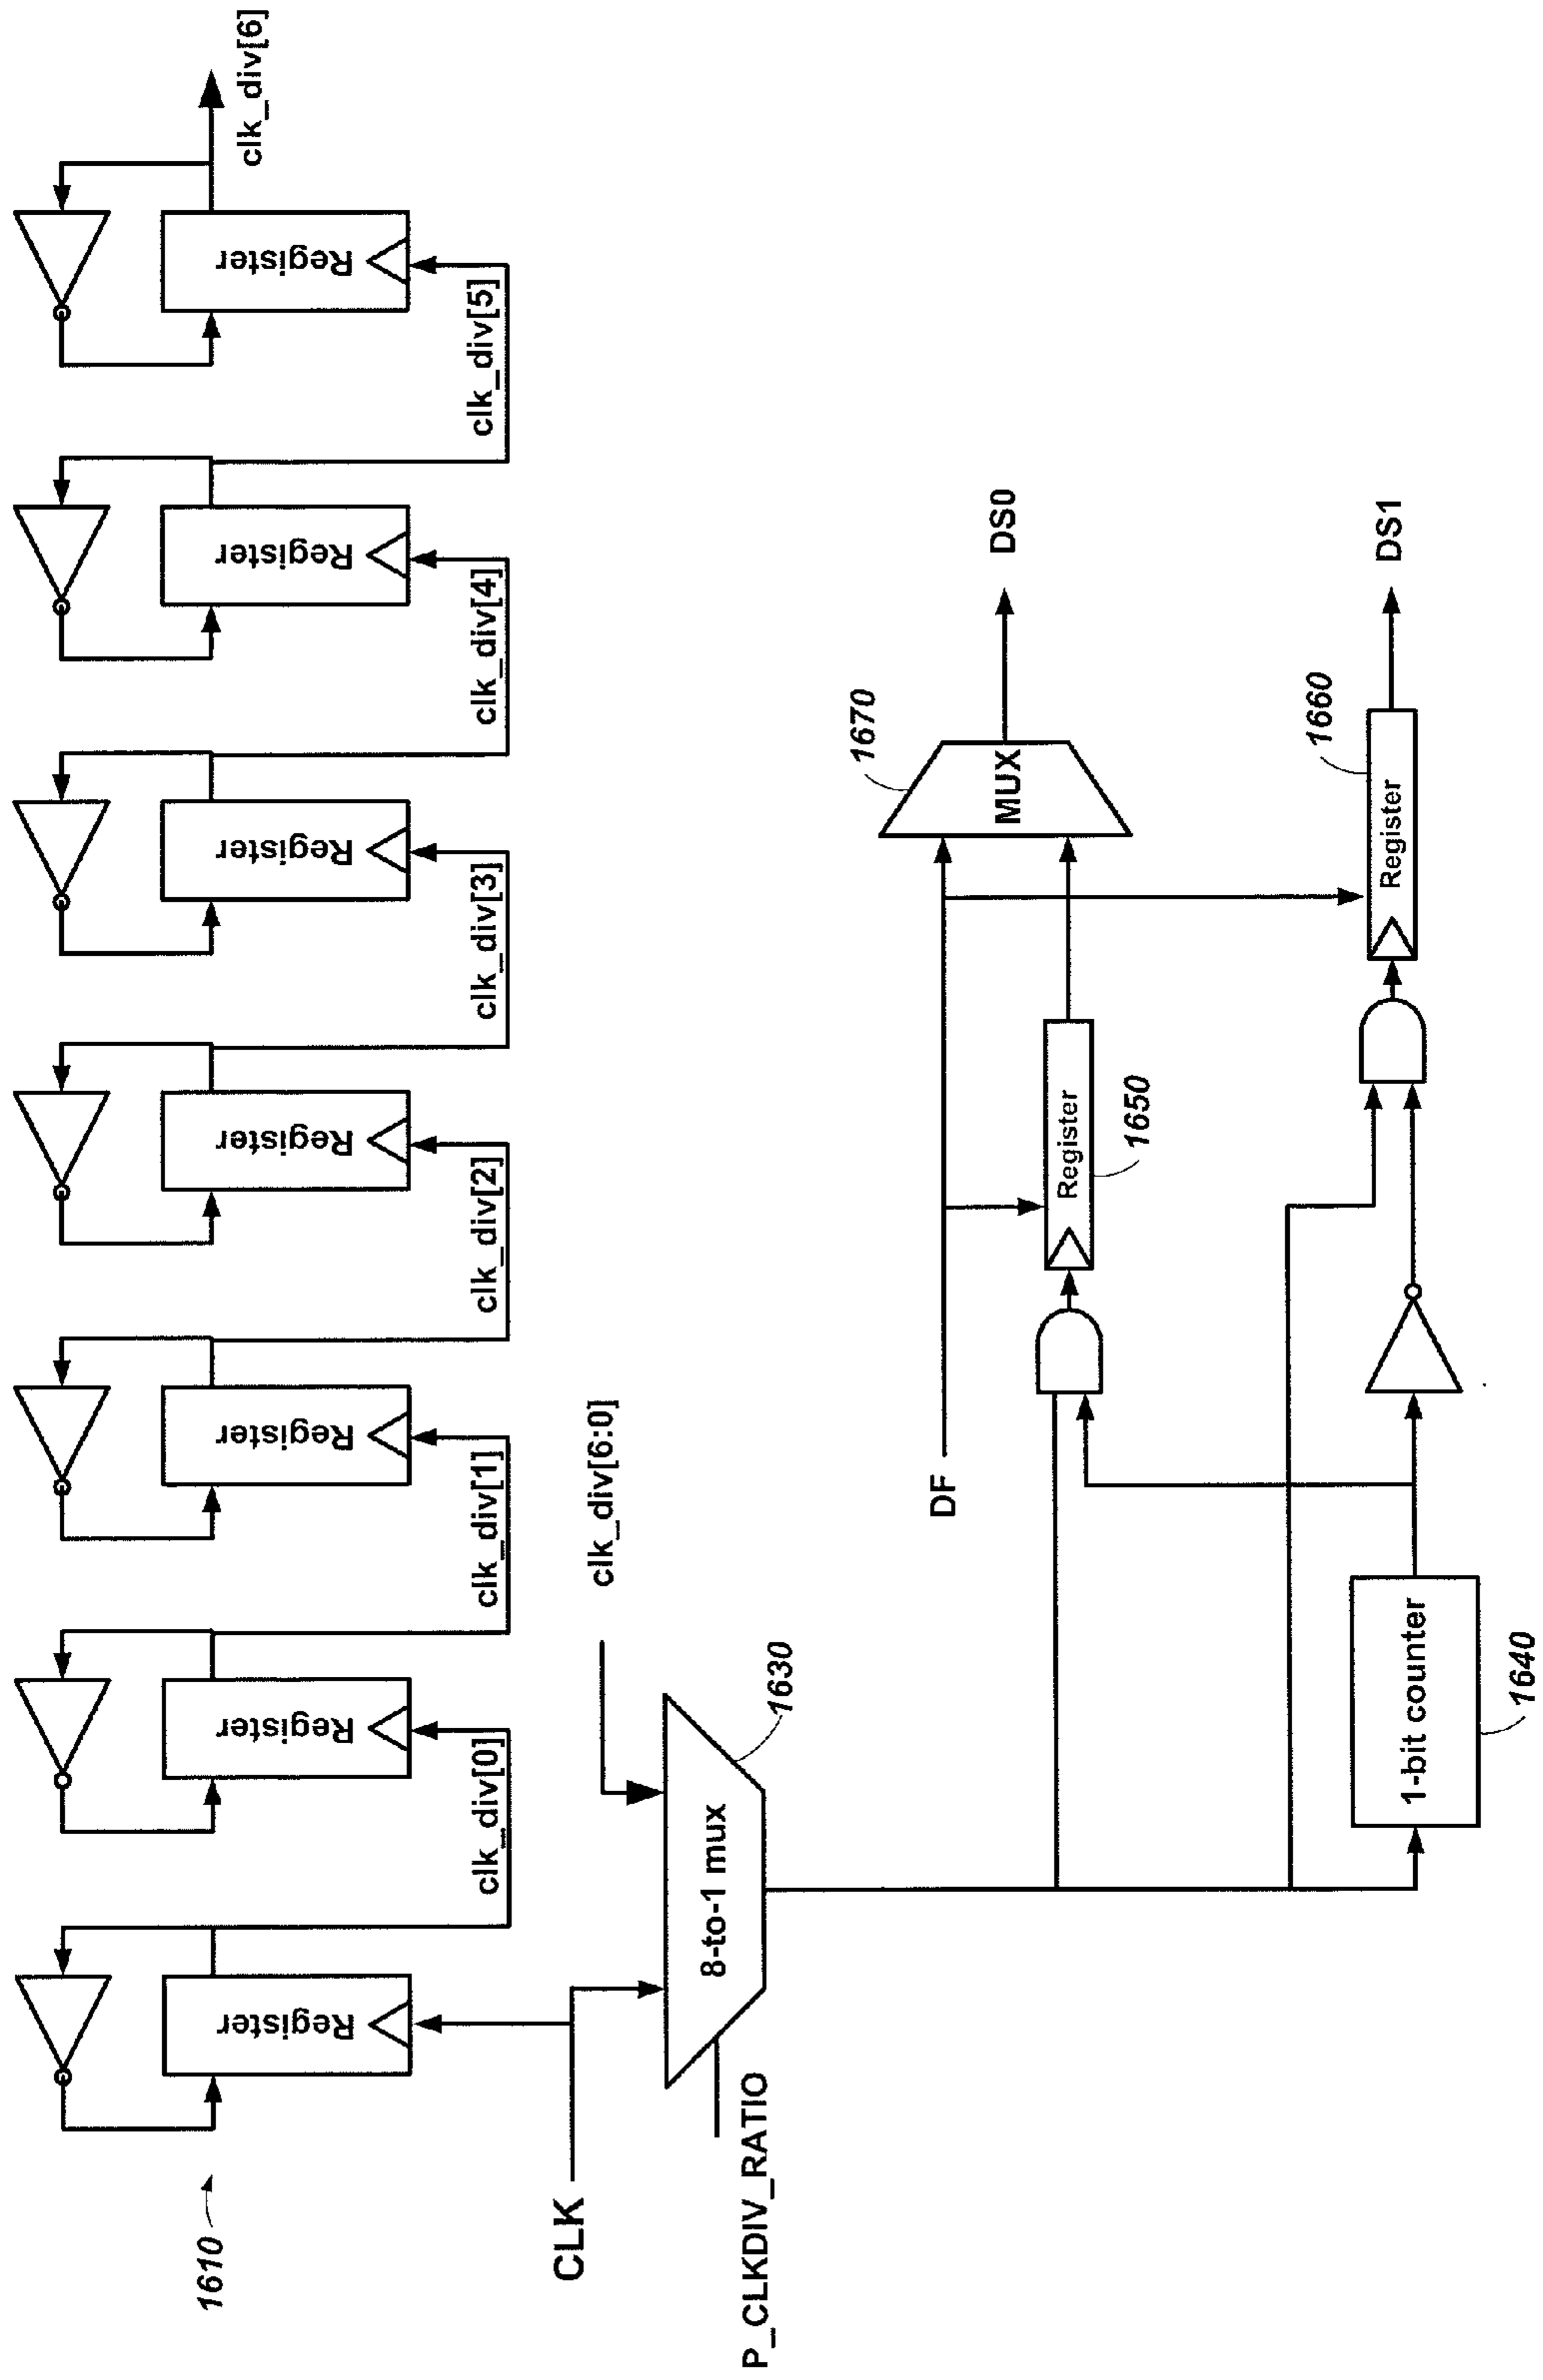 1610
Register
Register
Register
Register
Register
Register
Register
clk_div[0]
clk_div[1]
clk_div[2]
clk_div[3]
clk_div[4]
clk_div[5]
clk_div[6]
CLK
clk_div[6:0]
P_CLKDIV_RATIO
8-to-1 mux
1630
DF
Register
1650
MUX
1670
DS0
1-bit counter
1640
Register
1660
DS1